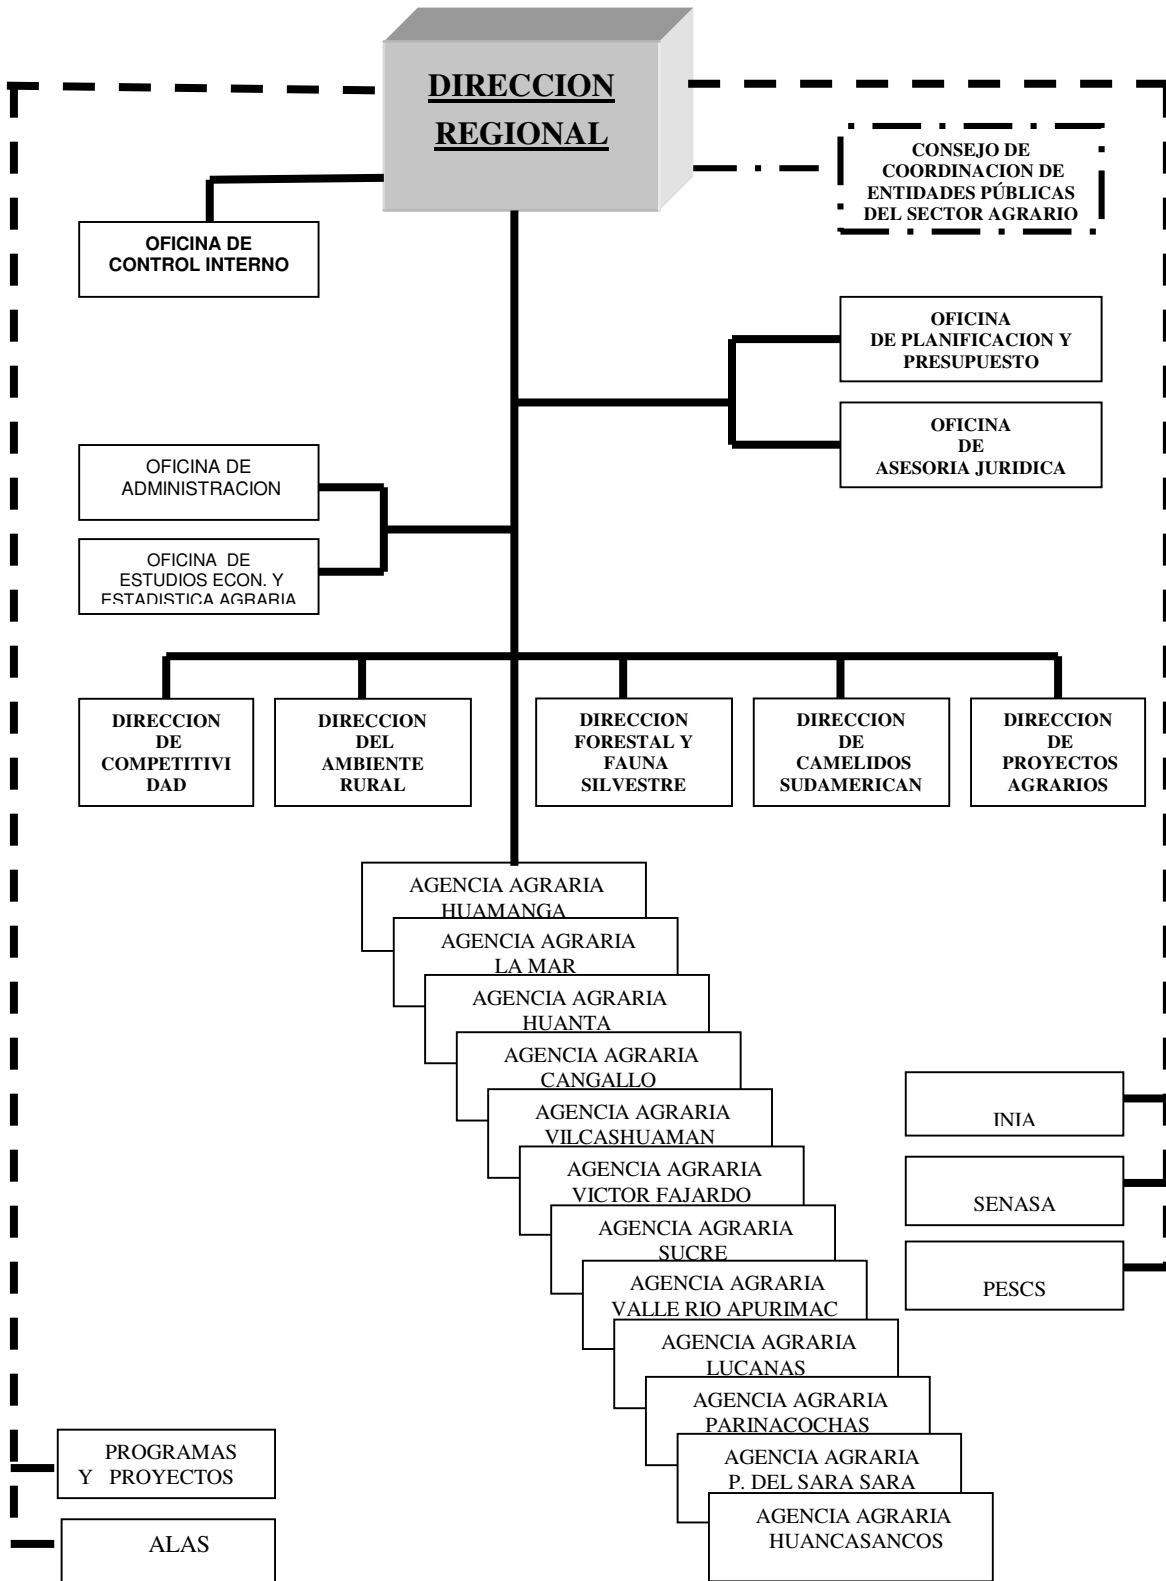 DIRECCION
REGIONAL
CONSEJO DE
COORDINACION DE
ENTIDADES PÚBLICAS
DEL SECTOR AGRARIO
OFICINA DE
CONTROL INTERNO
OFICINA
DE PLANIFICACION Y
PRESUPUESTO
OFICINA
DE
ASESORIA JURIDICA
OFICINA DE
ADMINISTRACION
OFICINA DE
ESTUDIOS ECON. Y
ESTADISTICA AGRARIA
DIRECCION
DE
COMPETITIVI
DAD
DIRECCION
DEL
AMBIENTE
RURAL
DIRECCION
FORESTAL Y
FAUNA
SILVESTRE
DIRECCION
DE
CAMELIDOS
SUDAMERICAN
DIRECCION
DE
PROYECTOS
AGRARIOS
AGENCIA AGRARIA
HUAMANGA
AGENCIA AGRARIA
LA MAR
AGENCIA AGRARIA
HUANTA
AGENCIA AGRARIA
CANGALLO
AGENCIA AGRARIA
VILCASHUAMAN
AGENCIA AGRARIA
VICTOR FAJARDO
AGENCIA AGRARIA
SUCRE
AGENCIA AGRARIA
VALLE RIO APURIMAC
AGENCIA AGRARIA
LUCANAS
AGENCIA AGRARIA
PARINACOCHAS
AGENCIA AGRARIA
P. DEL SARA SARA
AGENCIA AGRARIA
HUANCASANCOS
INIA
SENASA
PESCS
PROGRAMAS
Y PROYECTOS
ALAS